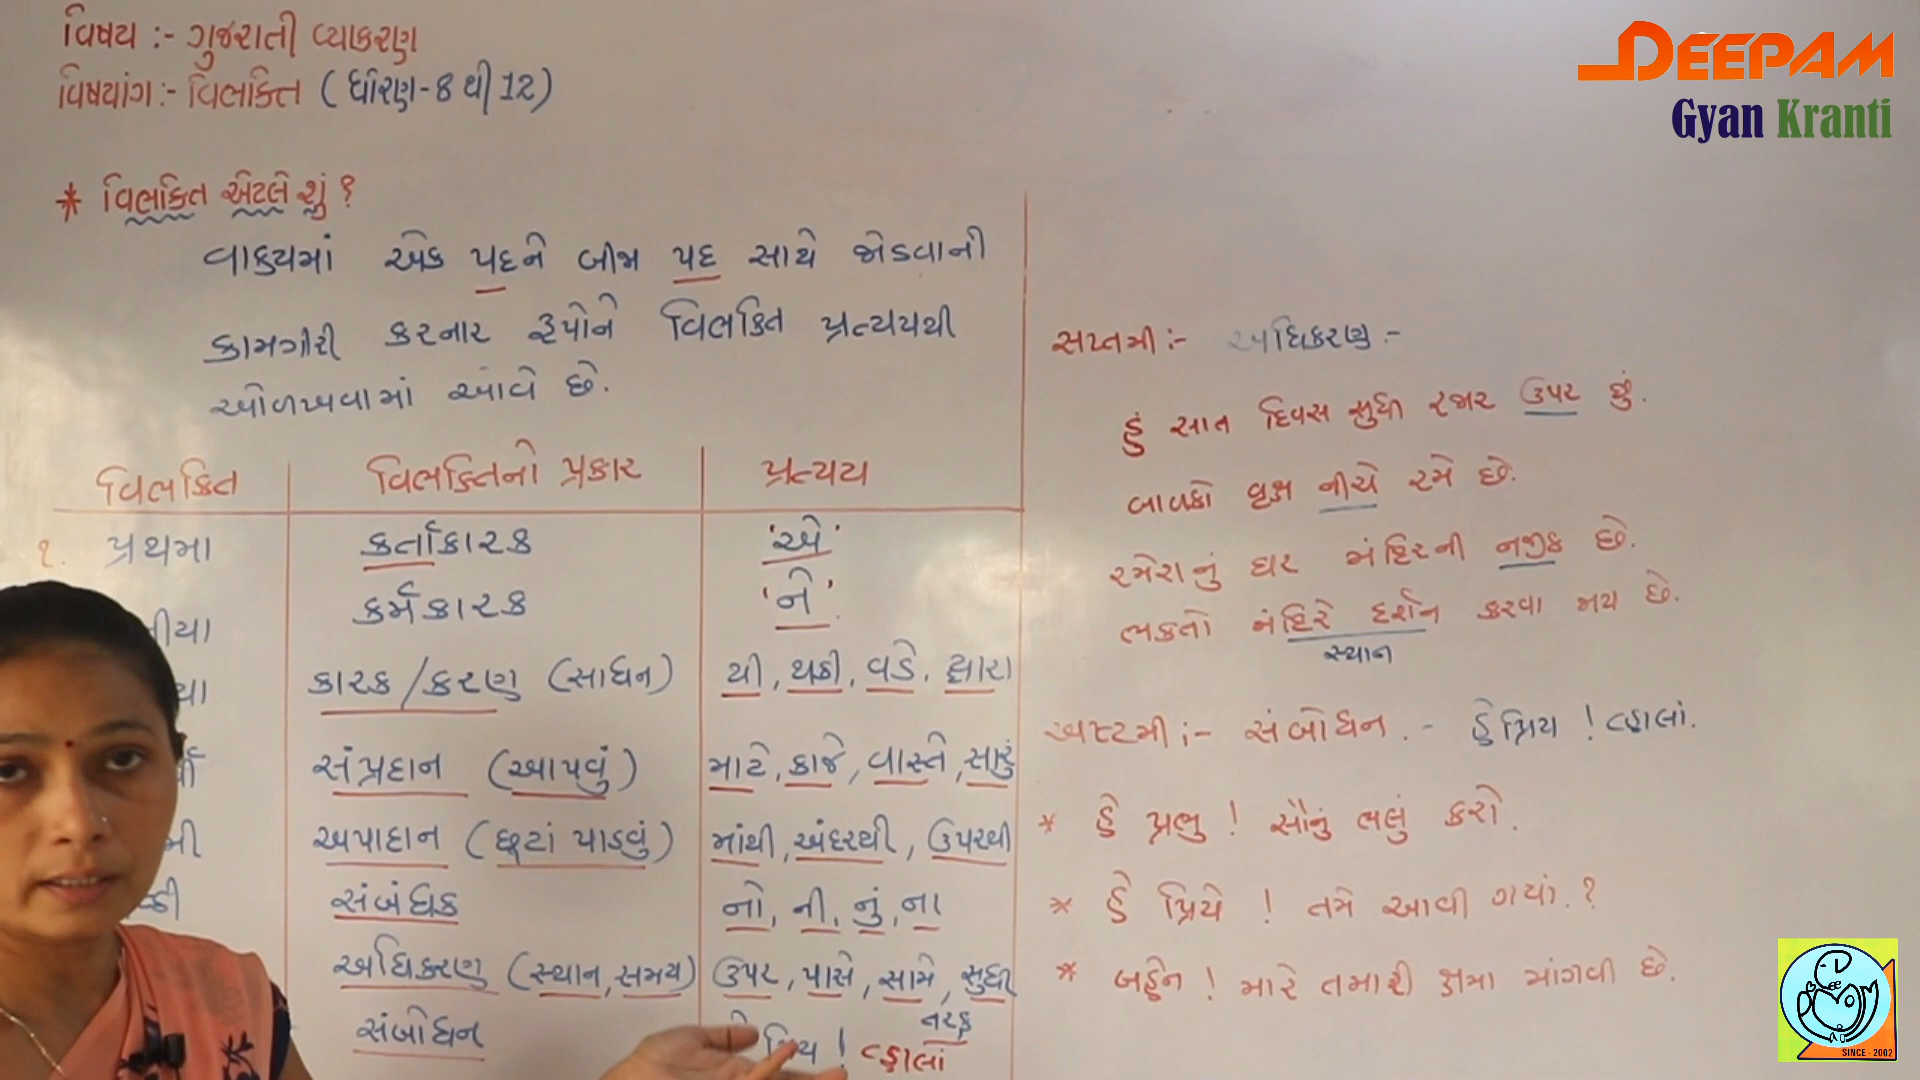 વિષય :- ગુજરાતી વ્યાકરણ
વિષયાંગ :- વિભક્તિ ( ધોરણ-8 થી 12 )
DEEPAM
Gyan Kranti
* વિભક્તિ એટલે શું ?
વાક્યમાં એક પદને બીજા પદ સાથે જોડવાની
કામગીરી કરનાર રૂપોને વિભક્તિ પ્રત્યયથી
ઓળખવામાં આવે છે.
વિભક્તિ વિભક્તિનો પ્રકાર પ્રત્યય
૧. પ્રથમા કર્તાકારક 'એ'
કર્મકારક 'ને'
કારક/કરણ (સાધન) થી, થકી, વડે, દ્વારા
સંપ્રદાન (આપવું) માટે, કાજે, વાસ્તે, સારું
અપાદાન (છૂટાં પાડવું) માંથી, અંદરથી, ઉપરથી
સંબંધક નો, ની, નું, ના
અધિકરણ (સ્થાન, સમય) ઉપર, પાસે, સામે, સુધી
તરફ
સંબોધન પ્રિય ! વ્હાલાં
સપ્તમી :- અધિકરણ :-
હું સાત દિવસ સુધી રજાર ઉપર છું.
બાળકો વૃક્ષ નીચે રમે છે.
રમેશનું ઘર મંદિરની નજીક છે.
ભક્તો મંદિરે દર્શન કરવા જાય છે.
સ્થાન
અષ્ટમી :- સંબોધન. - હે પ્રિય ! વ્હાલાં.
* હે પ્રભુ ! સૌનું ભલું કરો.
* હે પ્રિયે ! તમે આવી ગયાં. ?
* બહેન ! મારે તમારી ક્ષમા માંગવી છે.
SINCE - 2002